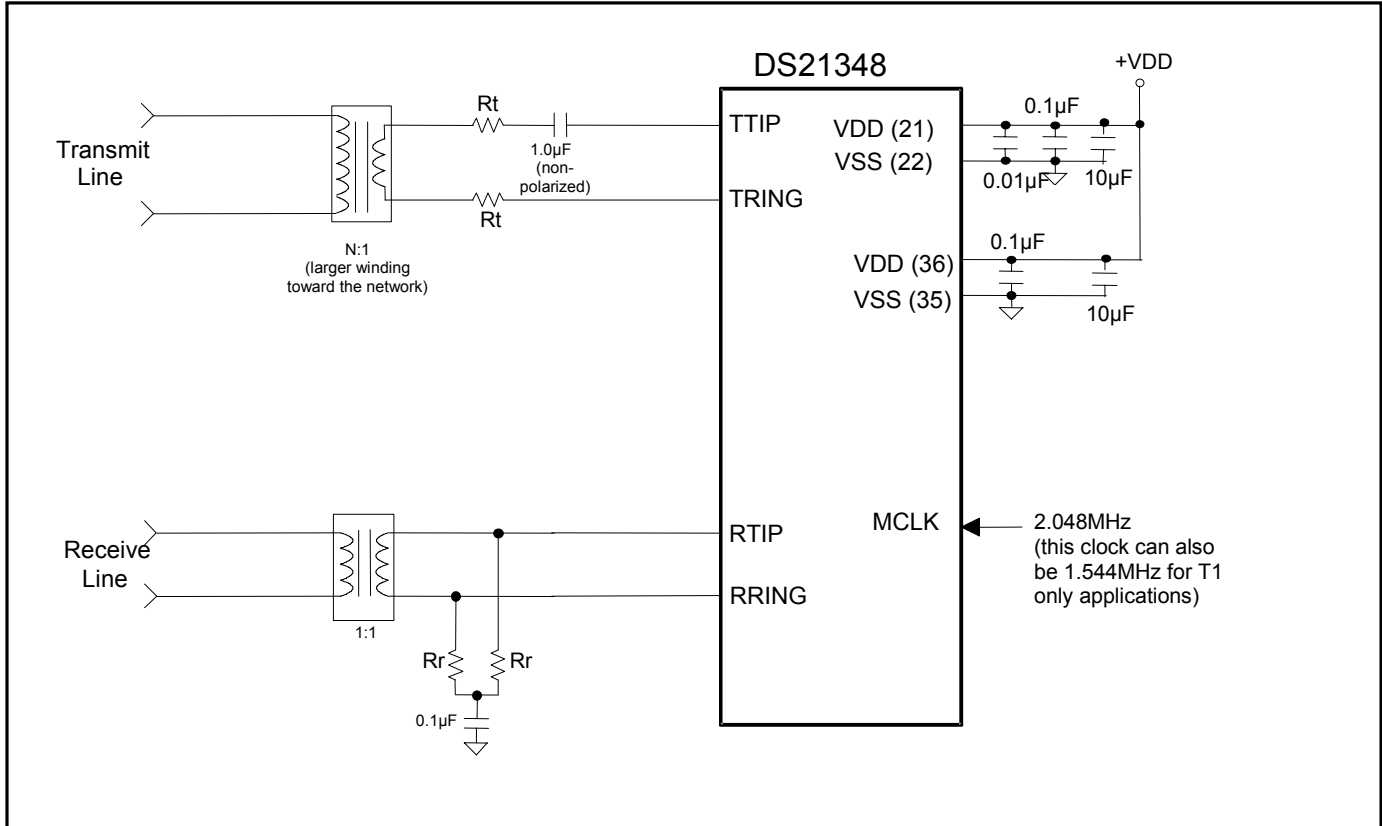 DS21348
+VDD
Transmit
Line
Rt
1.0µF
(non-
polarized)
Rt
N:1
(larger winding
toward the network)
TTIP
TRING
VDD (21)
VSS (22)
0.1µF
0.01µF
10µF
VDD (36)
VSS (35)
0.1µF
10µF
Receive
Line
1:1
Rr
Rr
0.1µF
RTIP
RRING
MCLK
2.048MHz
(this clock can also
be 1.544MHz for T1
only applications)